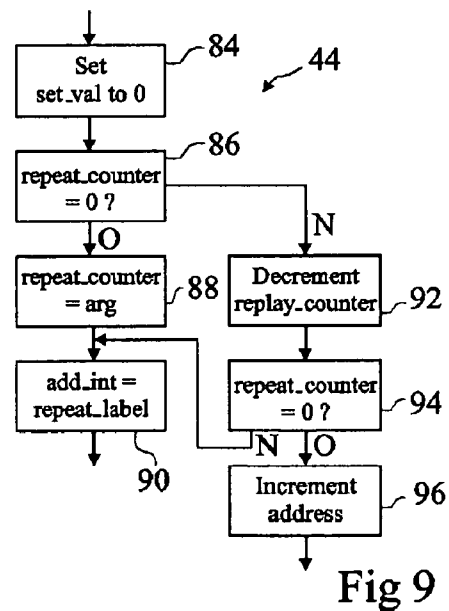 84
Set
set_val to 0
44
86
repeat_counter
= 0 ?
N
O
repeat_counter
= arg
88
Decrement
replay_counter
92
add_int =
repeat_label
90
repeat_counter
= 0 ?
94
N O
Increment
address
96
Fig 9